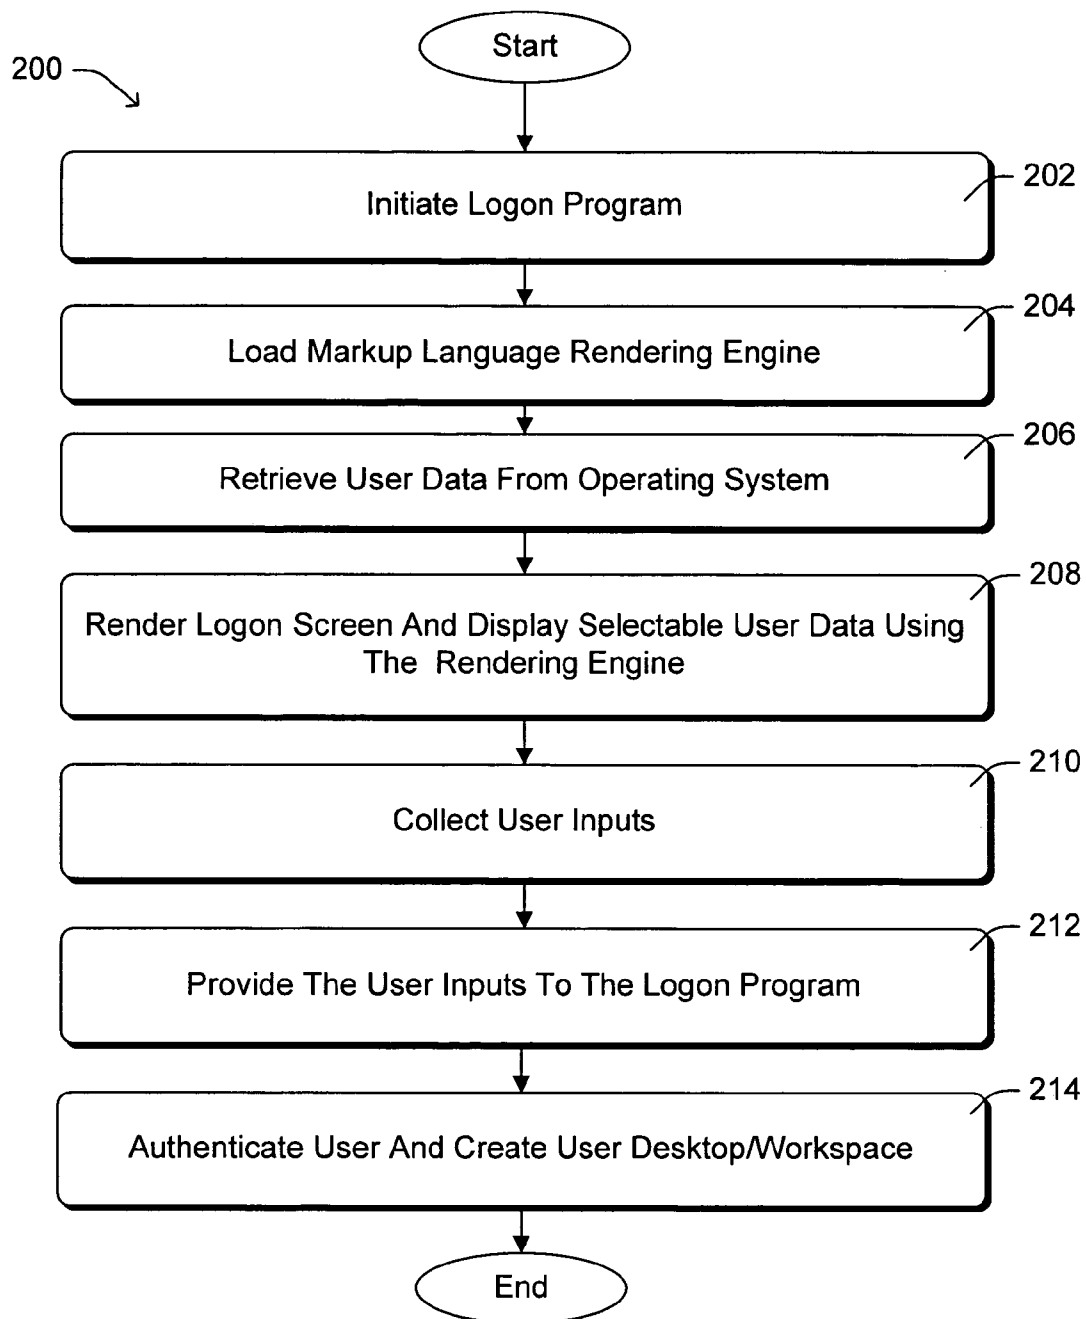 Start
200
202
Initiate Logon Program
204
Load Markup Language Rendering Engine
206
Retrieve User Data From Operating System
208
Render Logon Screen And Display Selectable User Data Using
The Rendering Engine
210
Collect User Inputs
212
Provide The User Inputs To The Logon Program
214
Authenticate User And Create User Desktop/Workspace
End